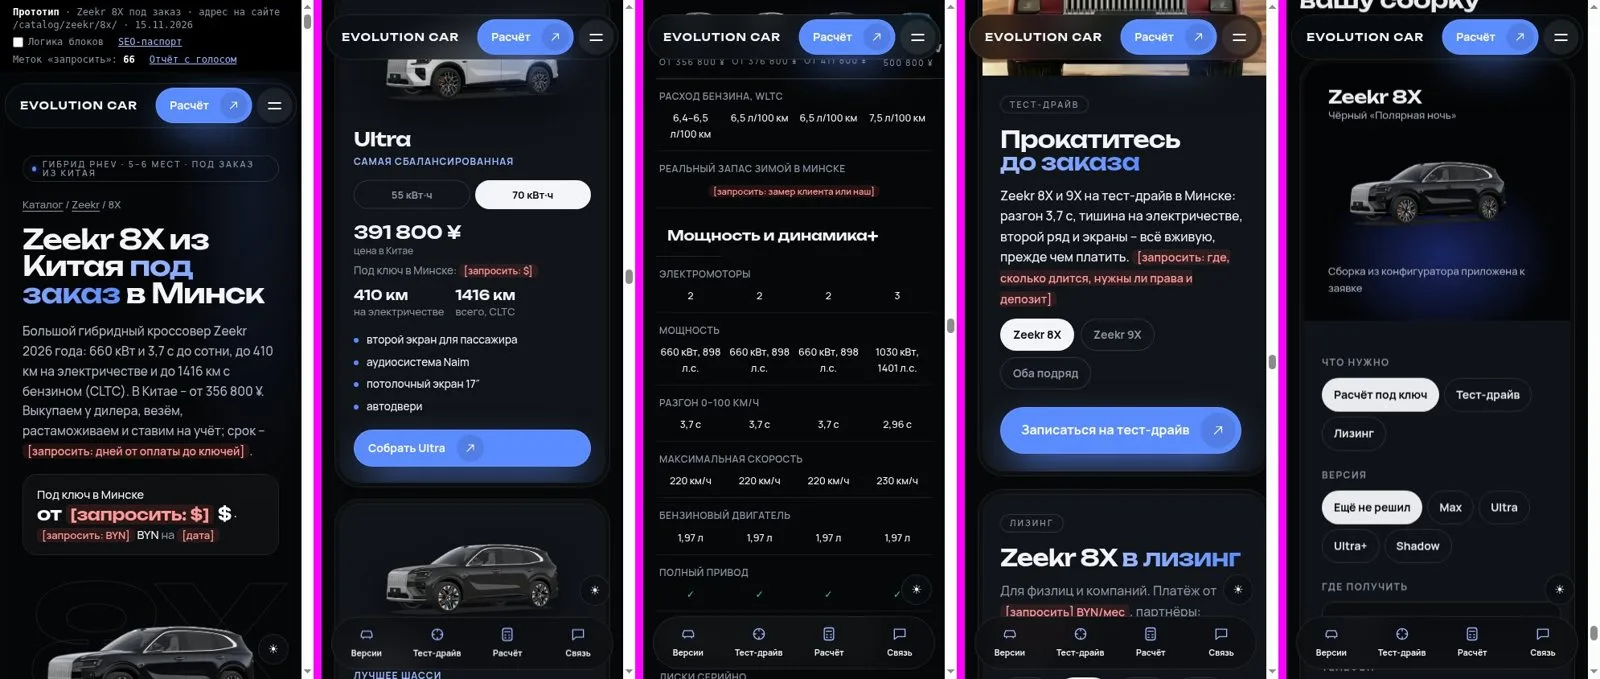 Прототип · Zeekr 8X под заказ · адрес на сайте
/catalog/zeekr/8x/ · 15.11.2026
Логика блоков SEO-паспорт
Меток «запросить»: 66 Отчёт с голосом
EVOLUTION CAR
Расчёт
ГИБРИД PHEV · 5–6 МЕСТ · ПОД ЗАКАЗ
ИЗ КИТАЯ
Каталог / Zeekr / 8X
Zeekr 8X из
Китая под
заказ в Минск
Большой гибридный кроссовер Zeekr
2026 года: 660 кВт и 3,7 с до сотни, до 410
км на электричестве и до 1416 км с
бензином (CLTC). В Китае – от 356 800 ¥.
Выкупаем у дилера, везём,
растаможиваем и ставим на учёт; срок –
[запросить: дней от оплаты до ключей] .
Под ключ в Минске
от [запросить: $] $ ·
[запросить: BYN] BYN на [дата]
8X
EVOLUTION CAR
Расчёт
Ultra
САМАЯ СБАЛАНСИРОВАННАЯ
55 кВт·ч
70 кВт·ч
391 800 ¥
цена в Китае
Под ключ в Минске: [запросить: $]
410 км 1416 км
на электричестве всего, CLTC
второй экран для пассажира
аудиосистема Naim
потолочный экран 17″
автодвери
Собрать Ultra
Версии Тест-драйв Расчёт Связь
ЛУЧШЕЕ ШАССИ
EVOLUTION CAR
Расчёт
ОТ 356 800 ¥ ОТ 376 800 ¥ ОТ 411 800 ¥ 500 800 ¥
РАСХОД БЕНЗИНА, WLTC
6,4–6,5 6,5 л/100 км 6,5 л/100 км 7,5 л/100 км
л/100 км
РЕАЛЬНЫЙ ЗАПАС ЗИМОЙ В МИНСКЕ
[запросить: замер клиента или наш]
Мощность и динамика+
ЭЛЕКТРОМОТОРЫ
2 2 2 3
МОЩНОСТЬ
660 кВт, 898 660 кВт, 898 660 кВт, 898 1030 кВт,
л.с. л.с. л.с. 1401 л.с.
РАЗГОН 0–100 КМ/Ч
3,7 с 3,7 с 3,7 с 2,96 с
МАКСИМАЛЬНАЯ СКОРОСТЬ
220 км/ч 220 км/ч 220 км/ч 230 км/ч
БЕНЗИНОВЫЙ ДВИГАТЕЛЬ
1,97 л 1,97 л 1,97 л 1,97 л
ПОЛНЫЙ ПРИВОД
✓ ✓ ✓ ✓
Версии Тест-драйв Расчёт Связь
ДИСКИ СЕРИЙНО
EVOLUTION CAR
Расчёт
ТЕСТ-ДРАЙВ
Прокатитесь
до заказа
Zeekr 8X и 9X на тест-драйв в Минске:
разгон 3,7 с, тишина на электричестве,
второй ряд и экраны – всё вживую,
прежде чем платить. [запросить: где,
сколько длится, нужны ли права и
депозит]
Zeekr 8X
Zeekr 9X
Оба подряд
Записаться на тест-драйв
ЛИЗИНГ
Zeekr 8X в лизинг
Для физлиц и компаний. Платёж от
[запросить] BYN/мес , партнёры:
Версии Тест-драйв Расчёт Связь
вашу сборку
EVOLUTION CAR
Расчёт
Zeekr 8X
Чёрный «Полярная ночь»
Сборка из конфигуратора приложена к
заявке
ЧТО НУЖНО
Расчёт под ключ
Тест-драйв
Лизинг
ВЕРСИЯ
Ещё не решил
Max
Ultra
Ultra+
Shadow
ГДЕ ПОЛУЧИТЬ
Версии Тест-драйв Расчёт Связь